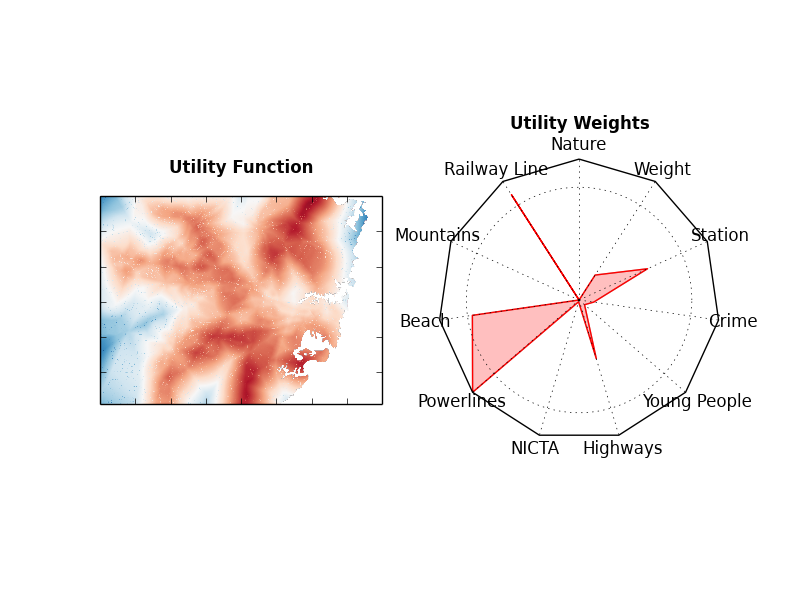 Utility Function
Utility Weights
Nature
Railway Line
Weight
Mountains
Station
Beach
Crime
Powerlines
Young People
NICTA
Highways